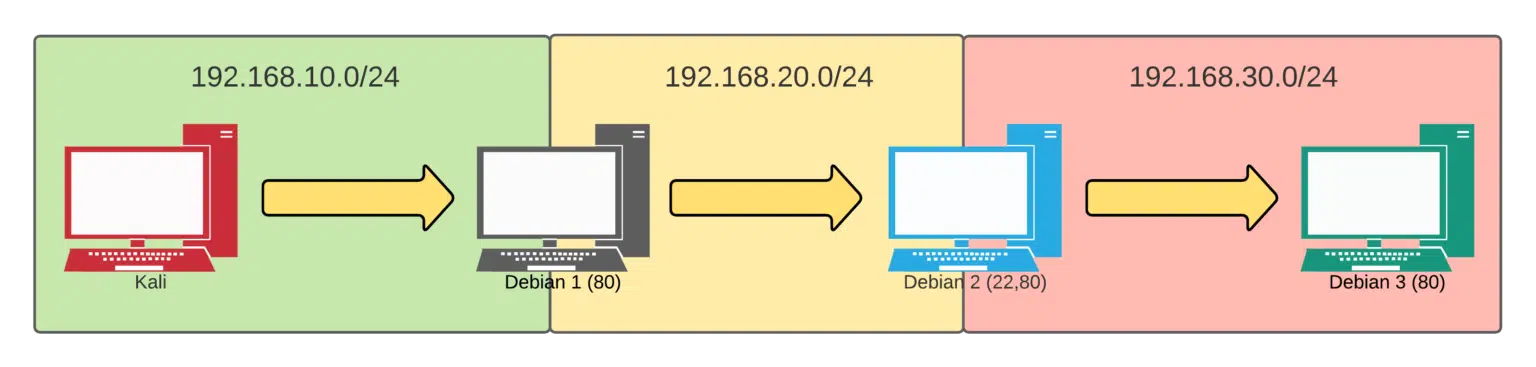 192.168.10.0/24
192.168.20.0/24
192.168.30.0/24
Kali
Debian 1 (80)
Debian 2 (22,80)
Debian 3 (80)